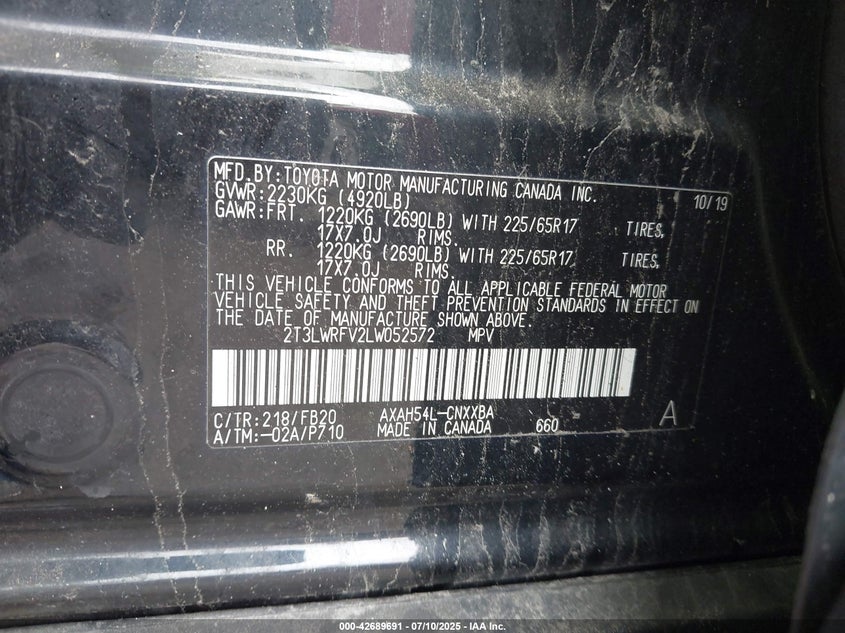 MFD.BY:TOYOTA MOTOR MANUFACTURING CANADA INC.
GVWR:2230KG (4920LB) 10/19
GAWR:FRT. 1220KG (2690LB) WITH 225/65R17 TIRES,
17X7.0J RIMS.
RR. 1220KG (2690LB) WITH 225/65R17 TIRES,
17X7.0J RIMS.
THIS VEHICLE CONFORMS TO ALL APPLICABLE FEDERAL MOTOR
VEHICLE SAFETY AND THEFT PREVENTION STANDARDS IN EFFECT ON
THE DATE OF MANUFACTURE SHOWN ABOVE.
2T3LWRFV2LW052572 MPV
C/TR:218/FB20 AXAH54L-CNXXBA A
A/TM:-02A/P710 MADE IN CANADA 660
000-42689691 - 07/10/2025 - IAA Inc.